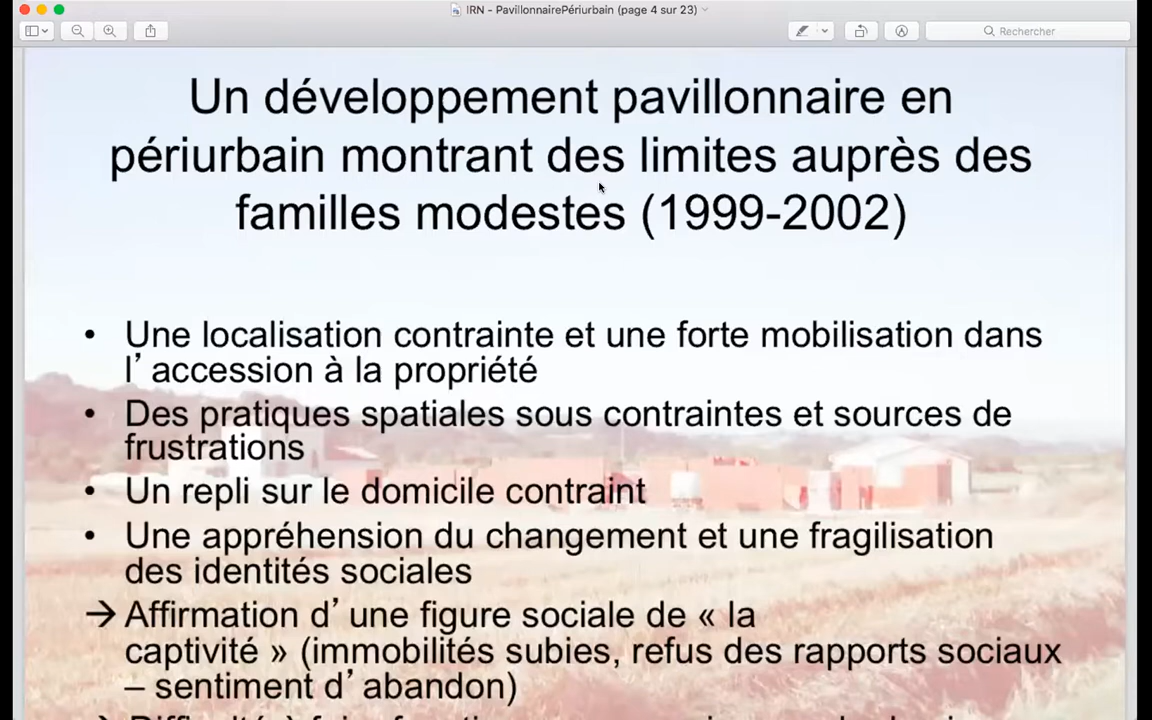 IRN - PavillonnairePériurbain (page 4 sur 23)
Rechercher
Un développement pavillonnaire en
périurbain montrant des limites auprès des
familles modestes (1999-2002)
• Une localisation contrainte et une forte mobilisation dans
l’accession à la propriété
• Des pratiques spatiales sous contraintes et sources de
frustrations
• Un repli sur le domicile contraint
• Une appréhension du changement et une fragilisation
des identités sociales
→ Affirmation d’une figure sociale de « la
captivité » (immobilités subies, refus des rapports sociaux
– sentiment d’abandon)